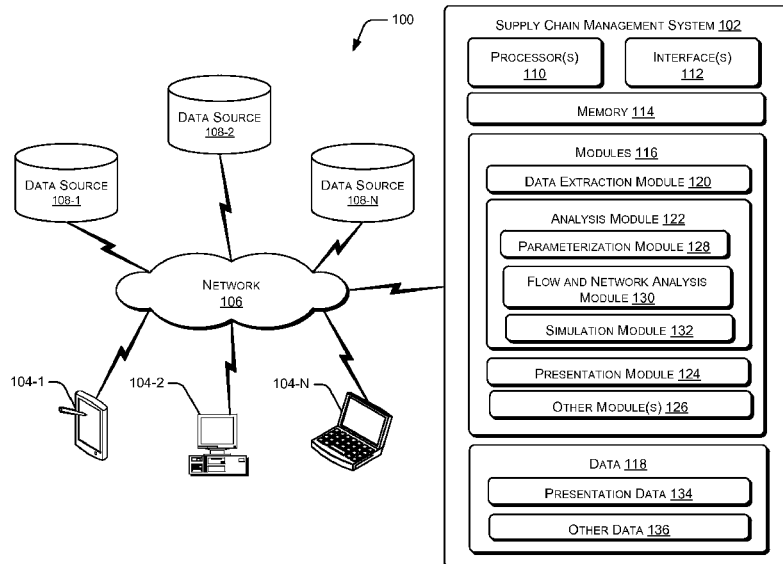 100
SUPPLY CHAIN MANAGEMENT SYSTEM 102
PROCESSOR(S)
110
INTERFACE(S)
112
MEMORY 114
MODULES 116
DATA EXTRACTION MODULE 120
ANALYSIS MODULE 122
PARAMETERIZATION MODULE 128
FLOW AND NETWORK ANALYSIS
MODULE 130
SIMULATION MODULE 132
PRESENTATION MODULE 124
OTHER MODULE(S) 126
DATA 118
PRESENTATION DATA 134
OTHER DATA 136
DATA SOURCE
108-2
DATA SOURCE
108-1
DATA SOURCE
108-N
NETWORK
106
104-1
104-2
104-N